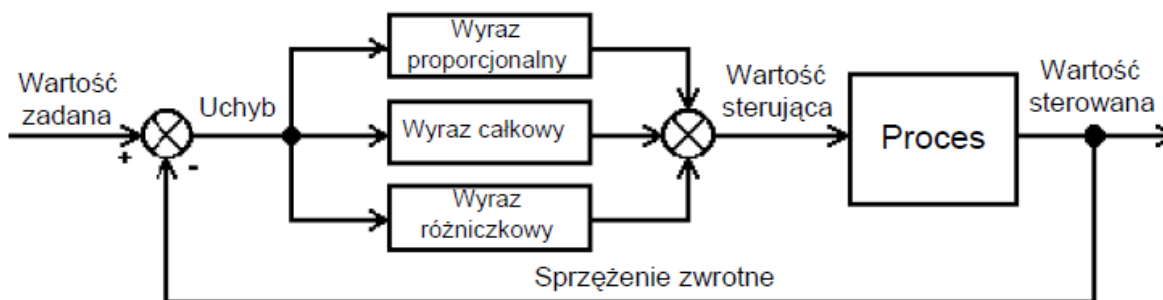 Wartość
zadana
+
-
Uchyb
Wyraz
proporcjonalny
Wyraz całkowy
Wyraz
różniczkowy
Wartość
sterująca
Proces
Wartość
sterowana
Sprzężenie zwrotne